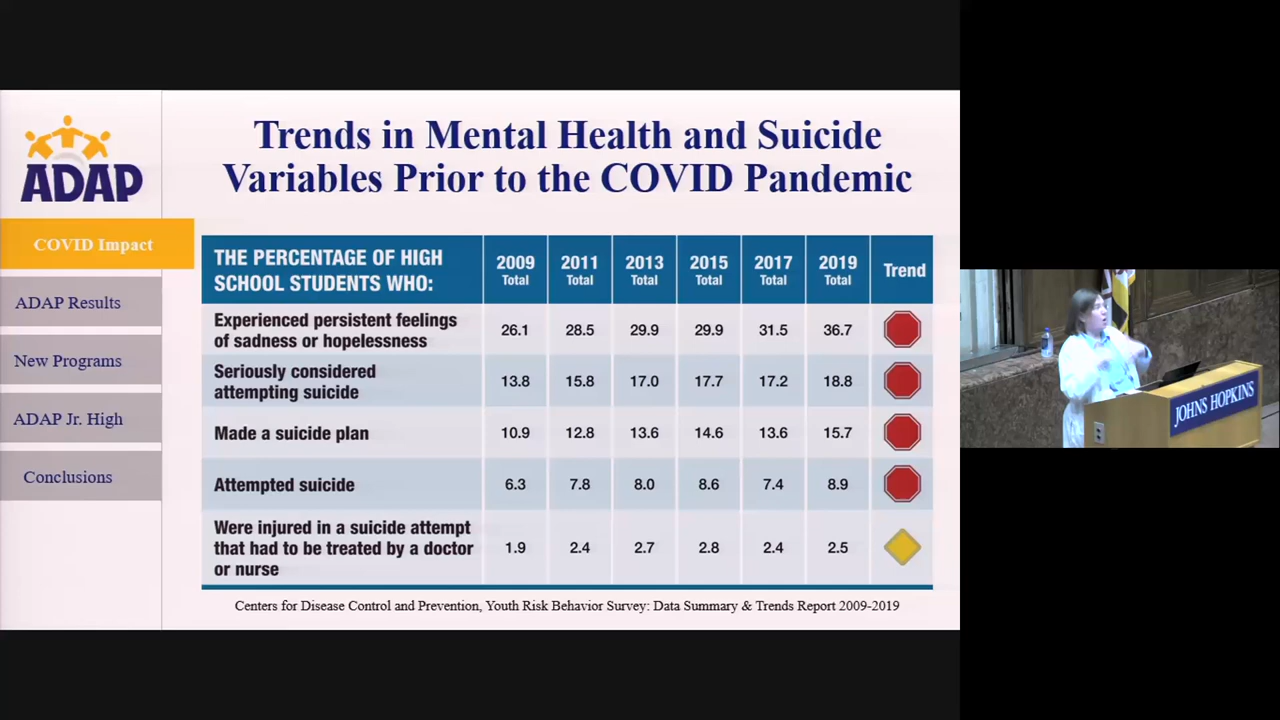 Trends in Mental Health and Suicide
Variables Prior to the COVID Pandemic
ADAP
COVID Impact
ADAP Results
New Programs
ADAP Jr. High
Conclusions
THE PERCENTAGE OF HIGH SCHOOL STUDENTS WHO: 2009 Total 2011 Total 2013 Total 2015 Total 2017 Total 2019 Total Trend
Experienced persistent feelings of sadness or hopelessness 26.1 28.5 29.9 29.9 31.5 36.7
Seriously considered attempting suicide 13.8 15.8 17.0 17.7 17.2 18.8
Made a suicide plan 10.9 12.8 13.6 14.6 13.6 15.7
Attempted suicide 6.3 7.8 8.0 8.6 7.4 8.9
Were injured in a suicide attempt that had to be treated by a doctor or nurse 1.9 2.4 2.7 2.8 2.4 2.5
Centers for Disease Control and Prevention, Youth Risk Behavior Survey: Data Summary & Trends Report 2009-2019
JOHNS HOPKINS